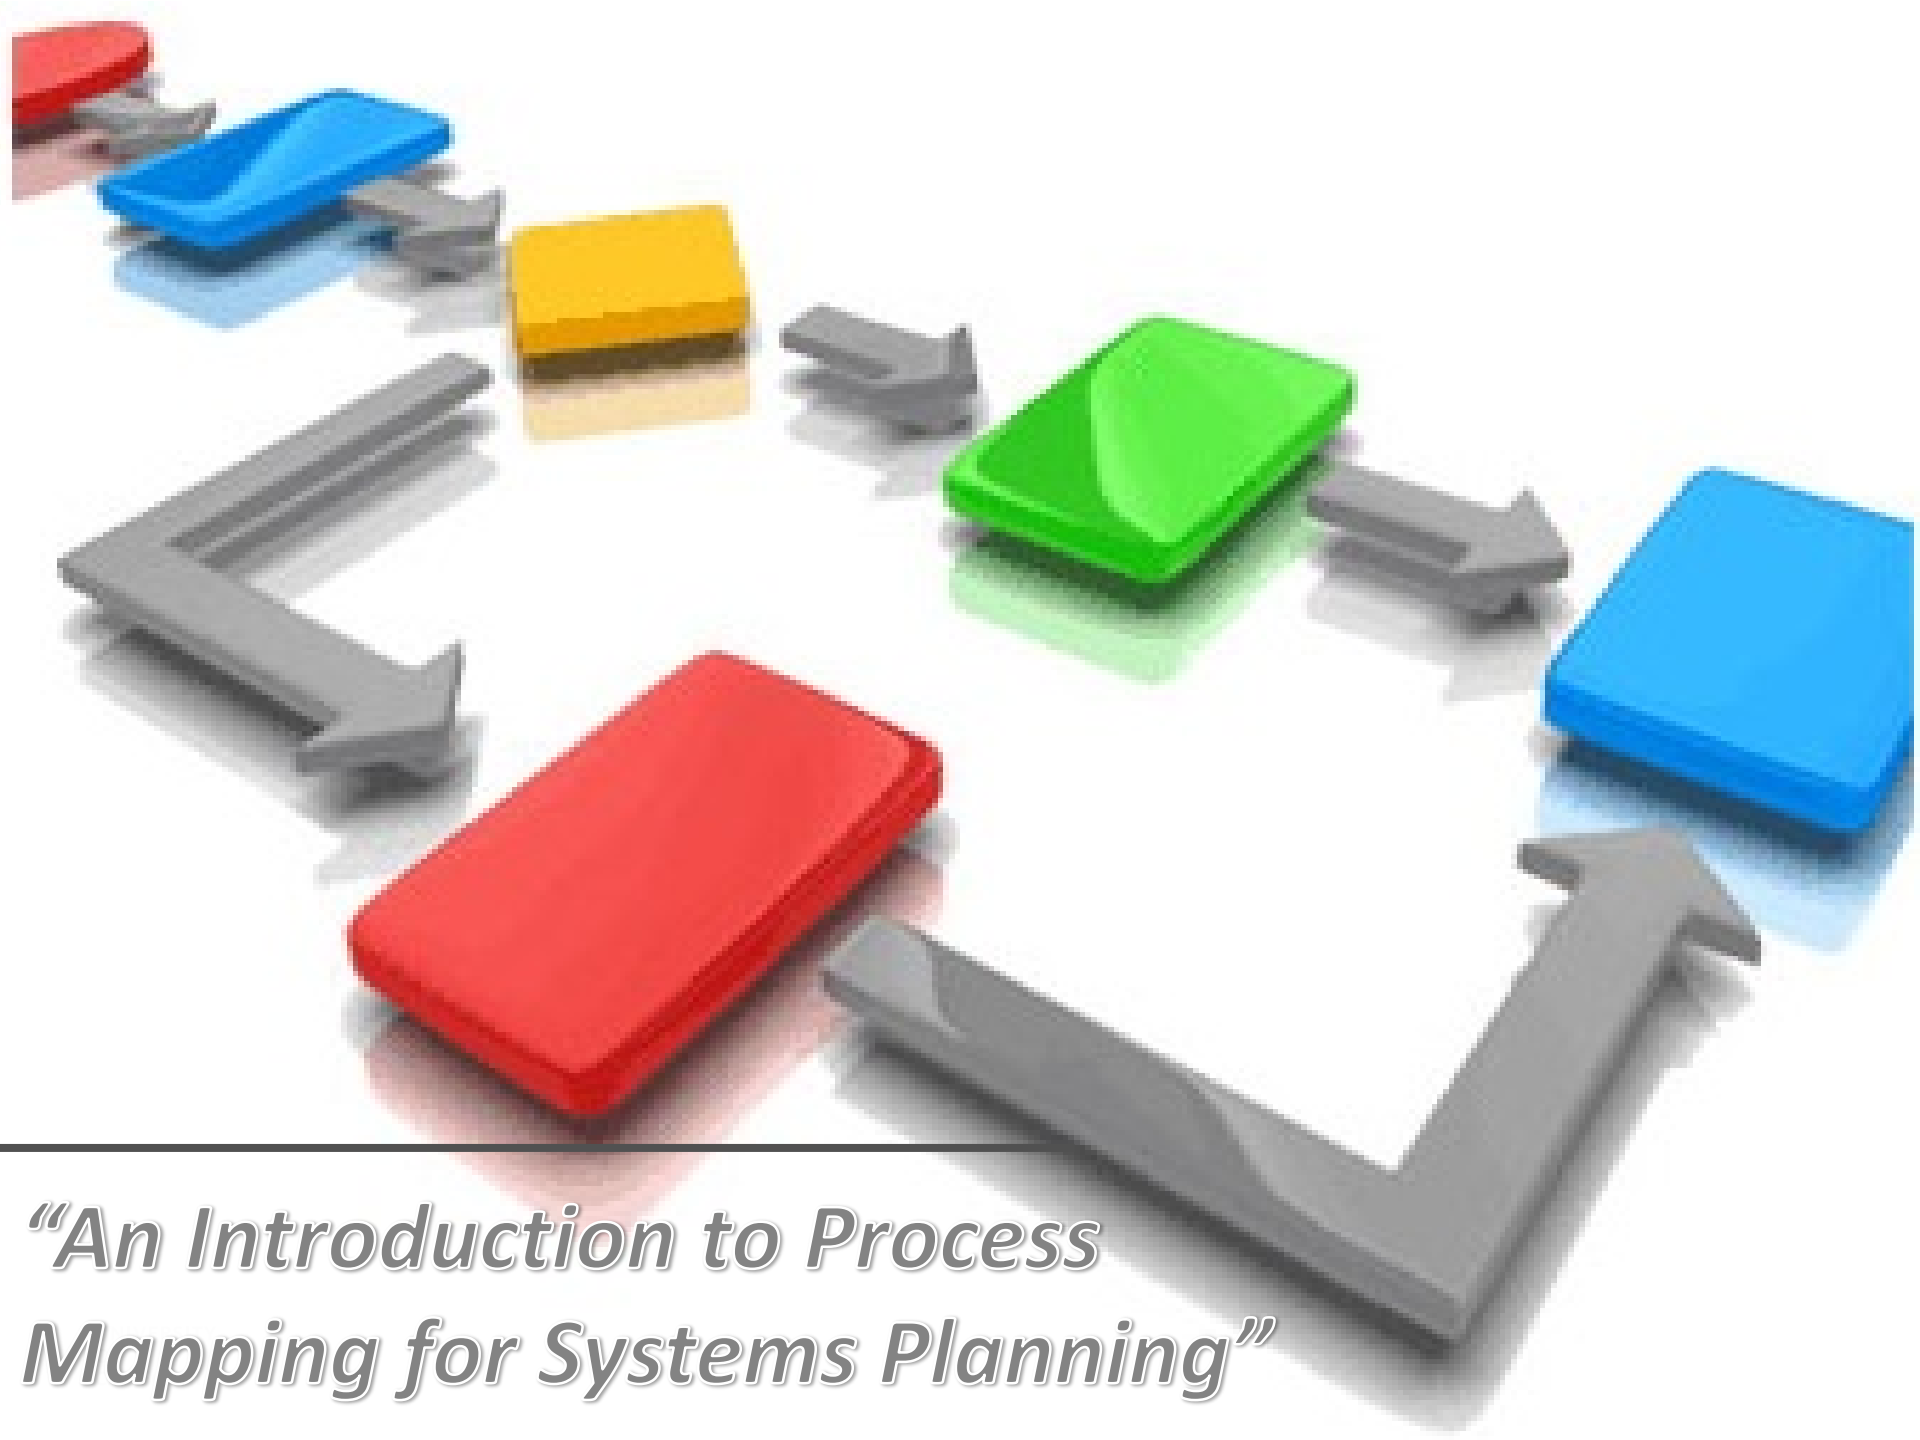 “An Introduction to Process
Mapping for Systems Planning”